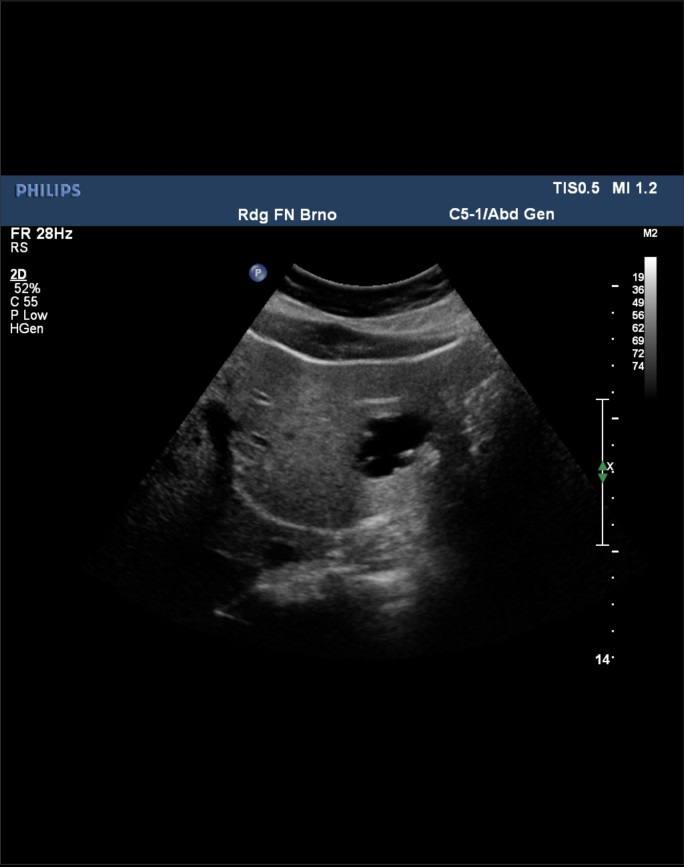 PHILIPS
TIS0.5 MI 1.2
Rdg FN Brno
C5-1/Abd Gen
FR 28Hz
RS
M2
P
2D
52%
C 55
P Low
HGen
19
36
49
56
62
69
72
74
X
14